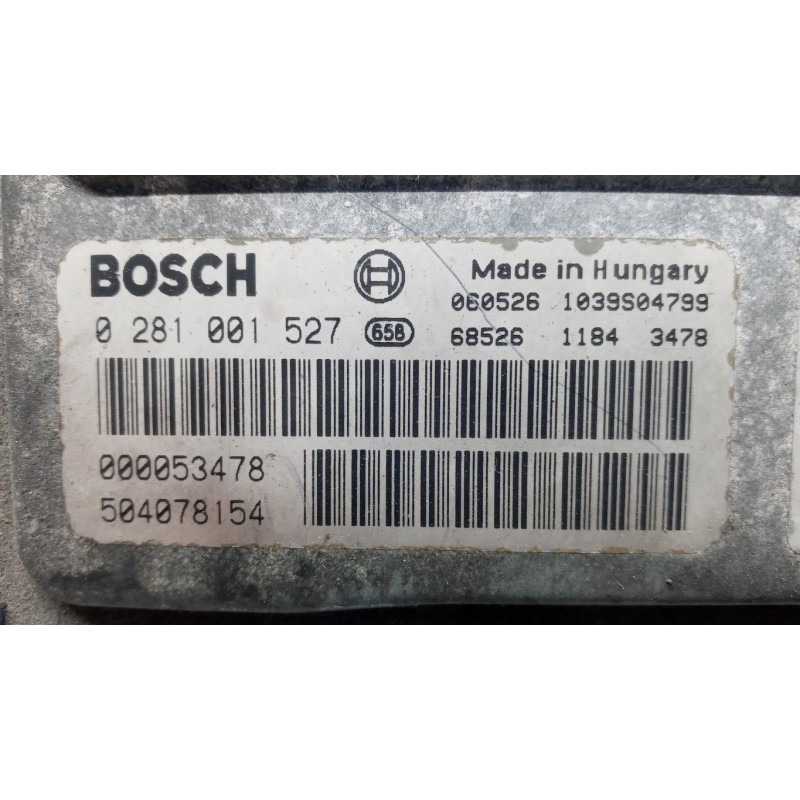 BOSCH
Made in Hungary
060526 1039S04799
0 281 001 527 658
68526 1184 3478
000053478
504078154